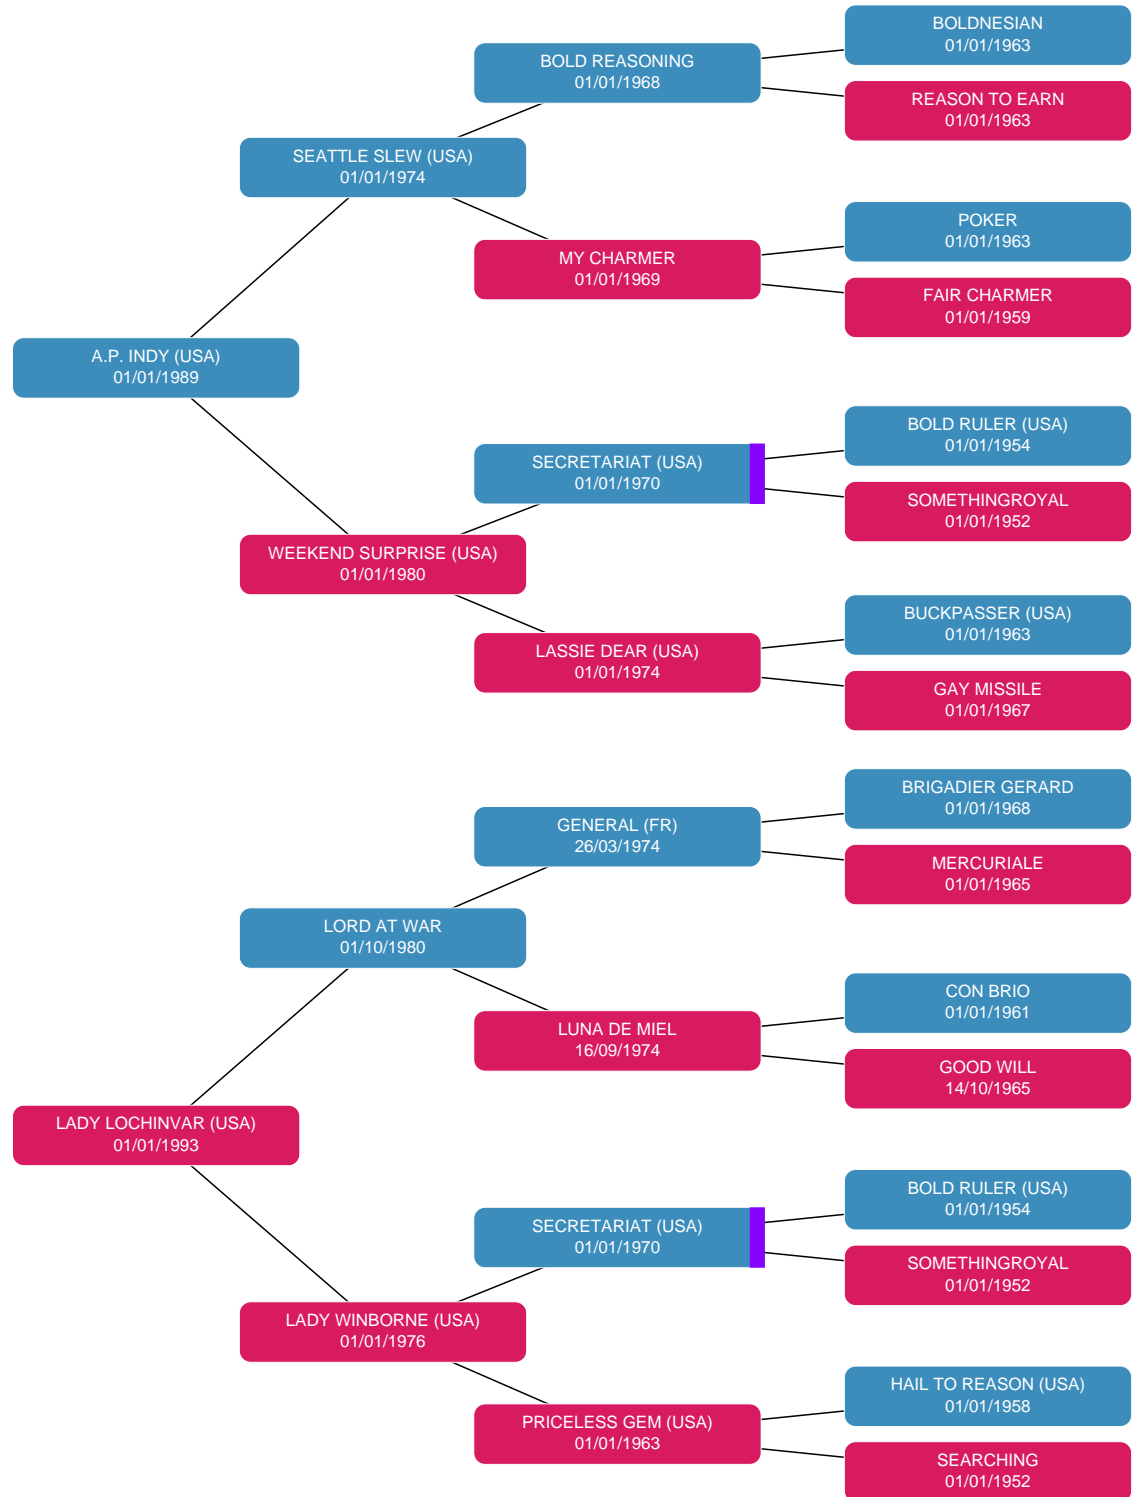 BOLDNESIAN
01/01/1963
BOLD REASONING
01/01/1968
REASON TO EARN
01/01/1963
SEATTLE SLEW (USA)
01/01/1974
POKER
01/01/1963
MY CHARMER
01/01/1969
FAIR CHARMER
01/01/1959
A.P. INDY (USA)
01/01/1989
BOLD RULER (USA)
01/01/1954
SECRETARIAT (USA)
01/01/1970
SOMETHINGROYAL
01/01/1952
WEEKEND SURPRISE (USA)
01/01/1980
BUCKPASSER (USA)
01/01/1963
LASSIE DEAR (USA)
01/01/1974
GAY MISSILE
01/01/1967
BRIGADIER GERARD
01/01/1968
GENERAL (FR)
26/03/1974
MERCURIALE
01/01/1965
LORD AT WAR
01/10/1980
CON BRIO
01/01/1961
LUNA DE MIEL
16/09/1974
GOOD WILL
14/10/1965
LADY LOCHINVAR (USA)
01/01/1993
BOLD RULER (USA)
01/01/1954
SECRETARIAT (USA)
01/01/1970
SOMETHINGROYAL
01/01/1952
LADY WINBORNE (USA)
01/01/1976
HAIL TO REASON (USA)
01/01/1958
PRICELESS GEM (USA)
01/01/1963
SEARCHING
01/01/1952